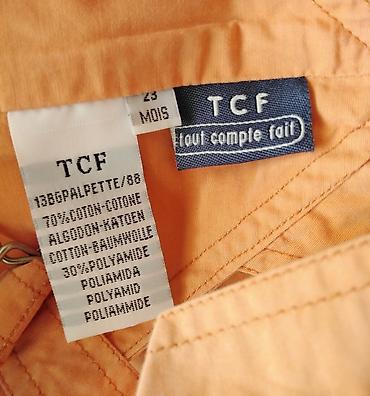 23
MOIS
TCF
tout compte fait
TCF
13BGPALPETTE/88
70%COTON-COTONE
ALGODON-KATOEN
COTTON-BAUMWOLLE
30%POLYAMIDE
POLIAMIDA
POLYAMID
POLIAMMIDE